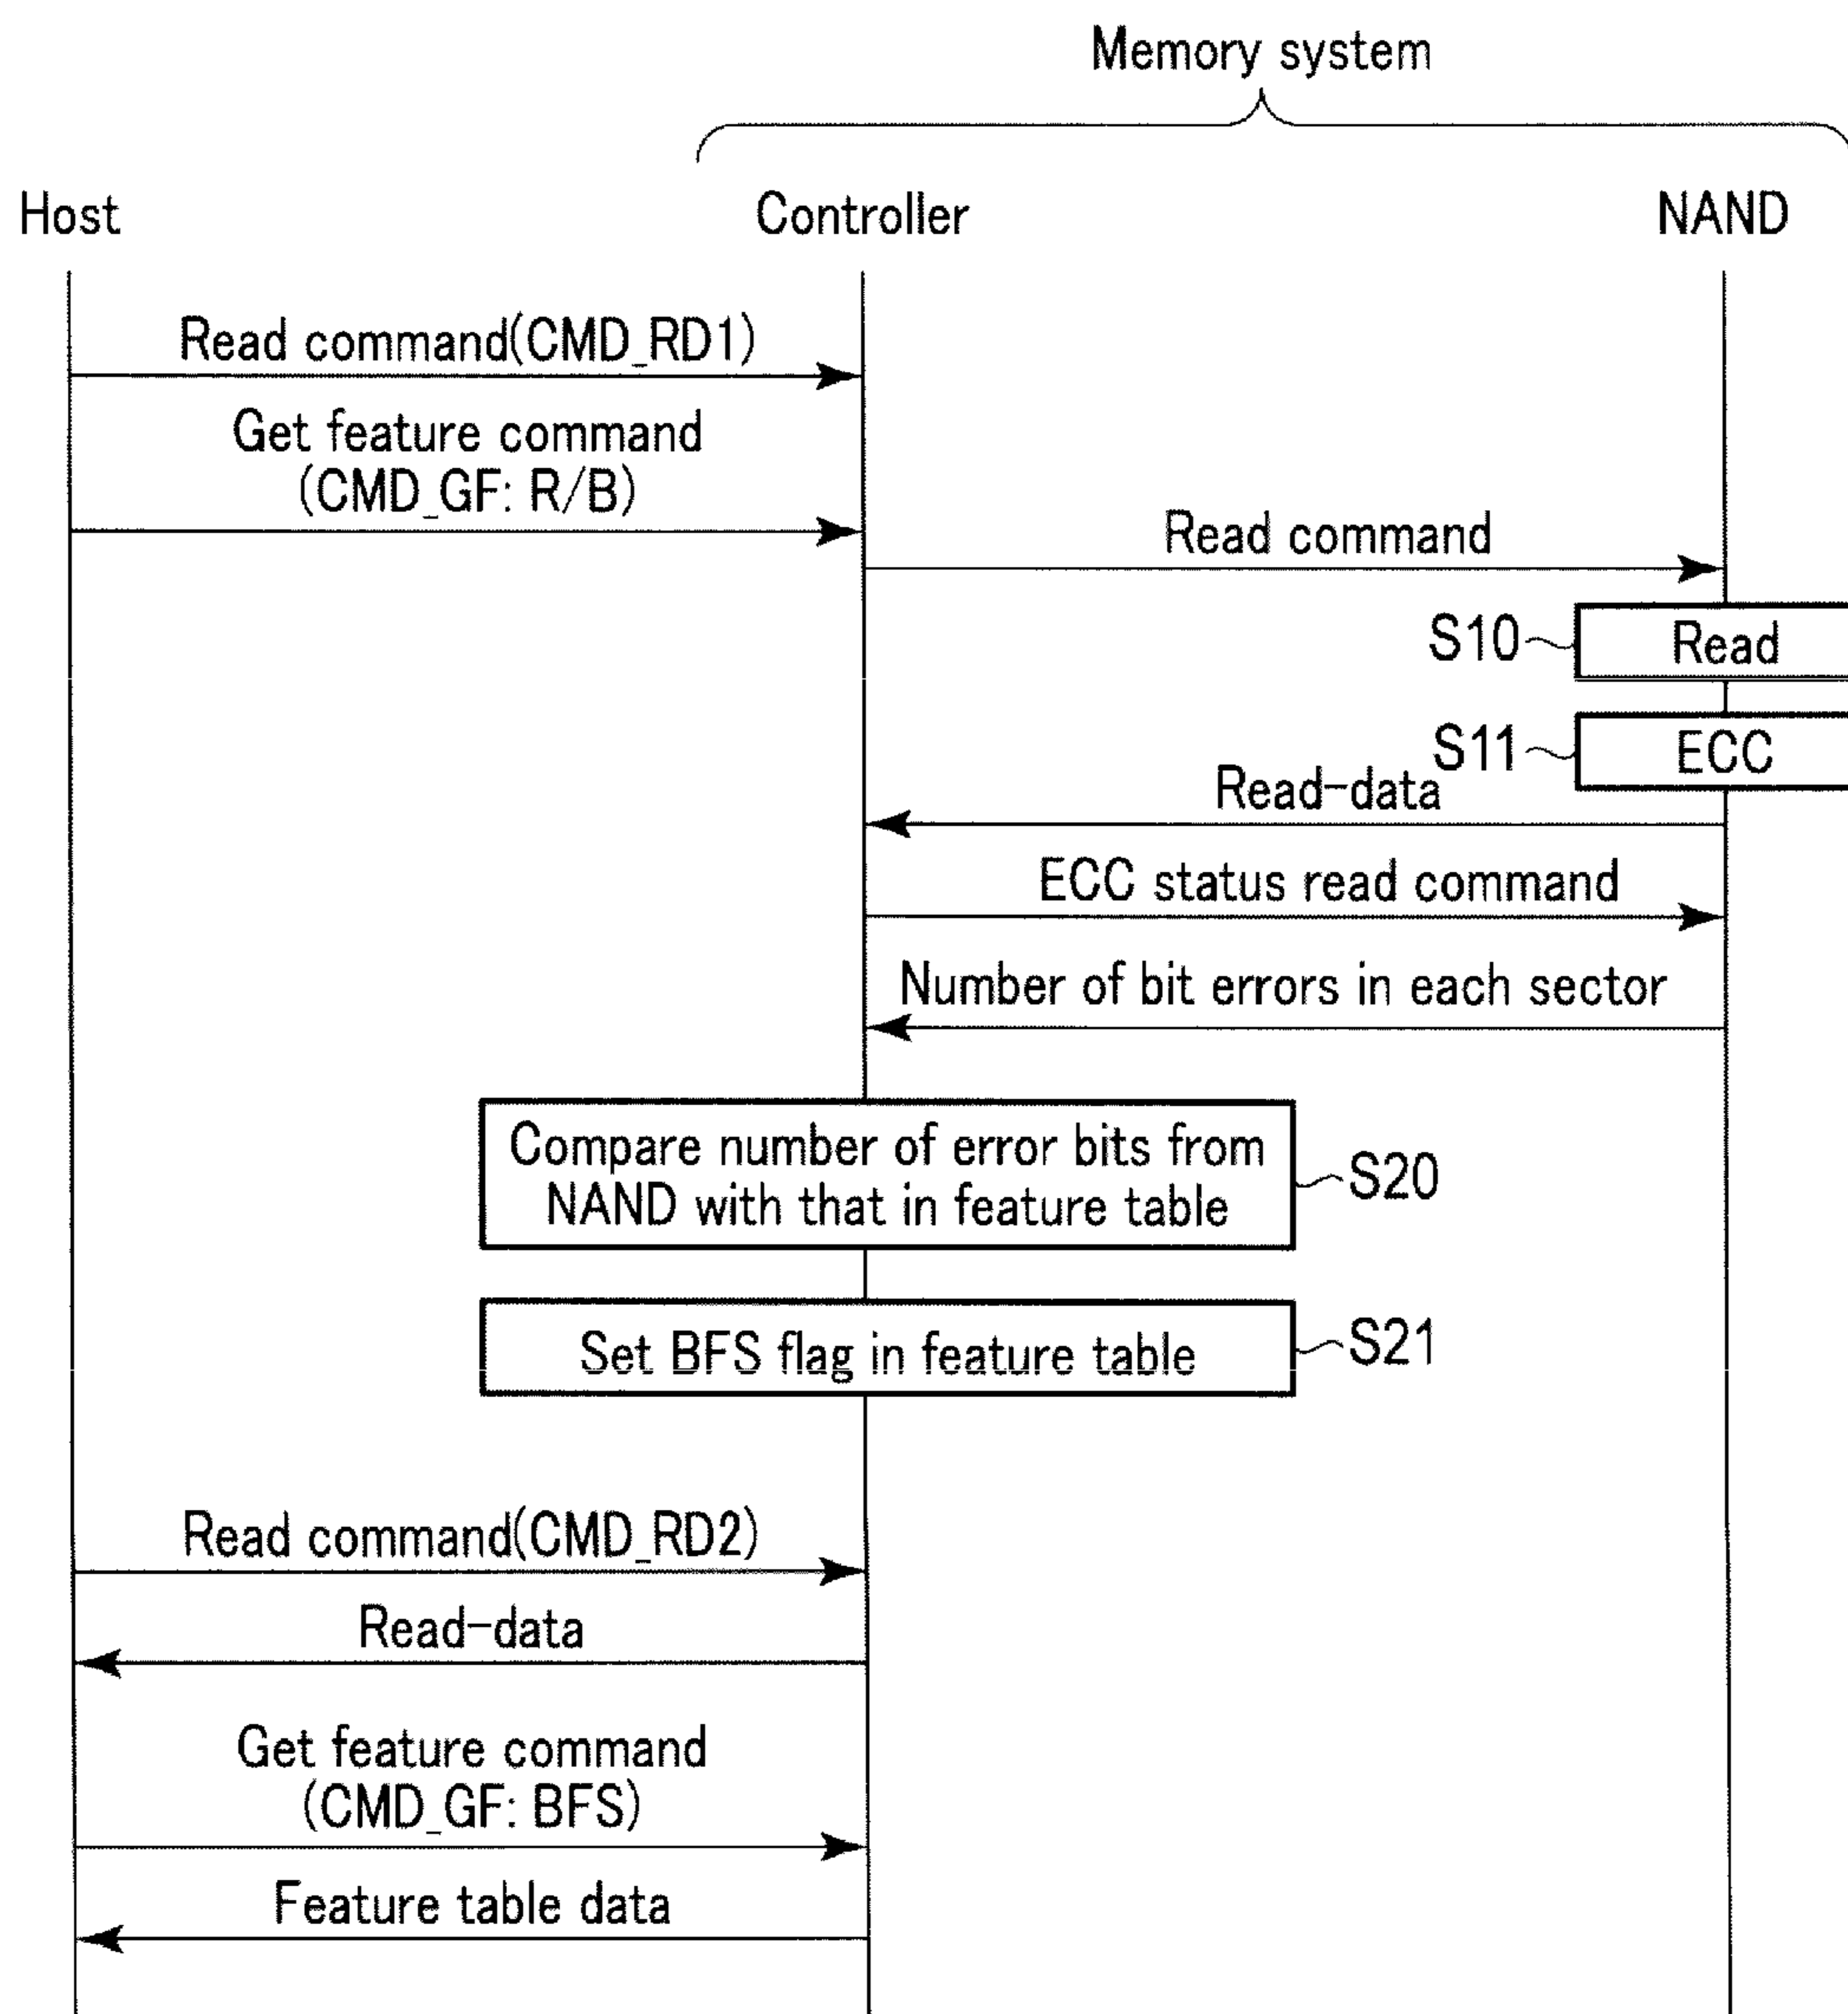 Memory system
Host
Controller
NAND
Read command(CMD_RD1)
Get feature command
(CMD_GF: R/B)
Read command
S10
Read
S11
ECC
Read-data
ECC status read command
Number of bit errors in each sector
Compare number of error bits from
NAND with that in feature table
S20
Set BFS flag in feature table
S21
Read command(CMD_RD2)
Read-data
Get feature command
(CMD_GF: BFS)
Feature table data